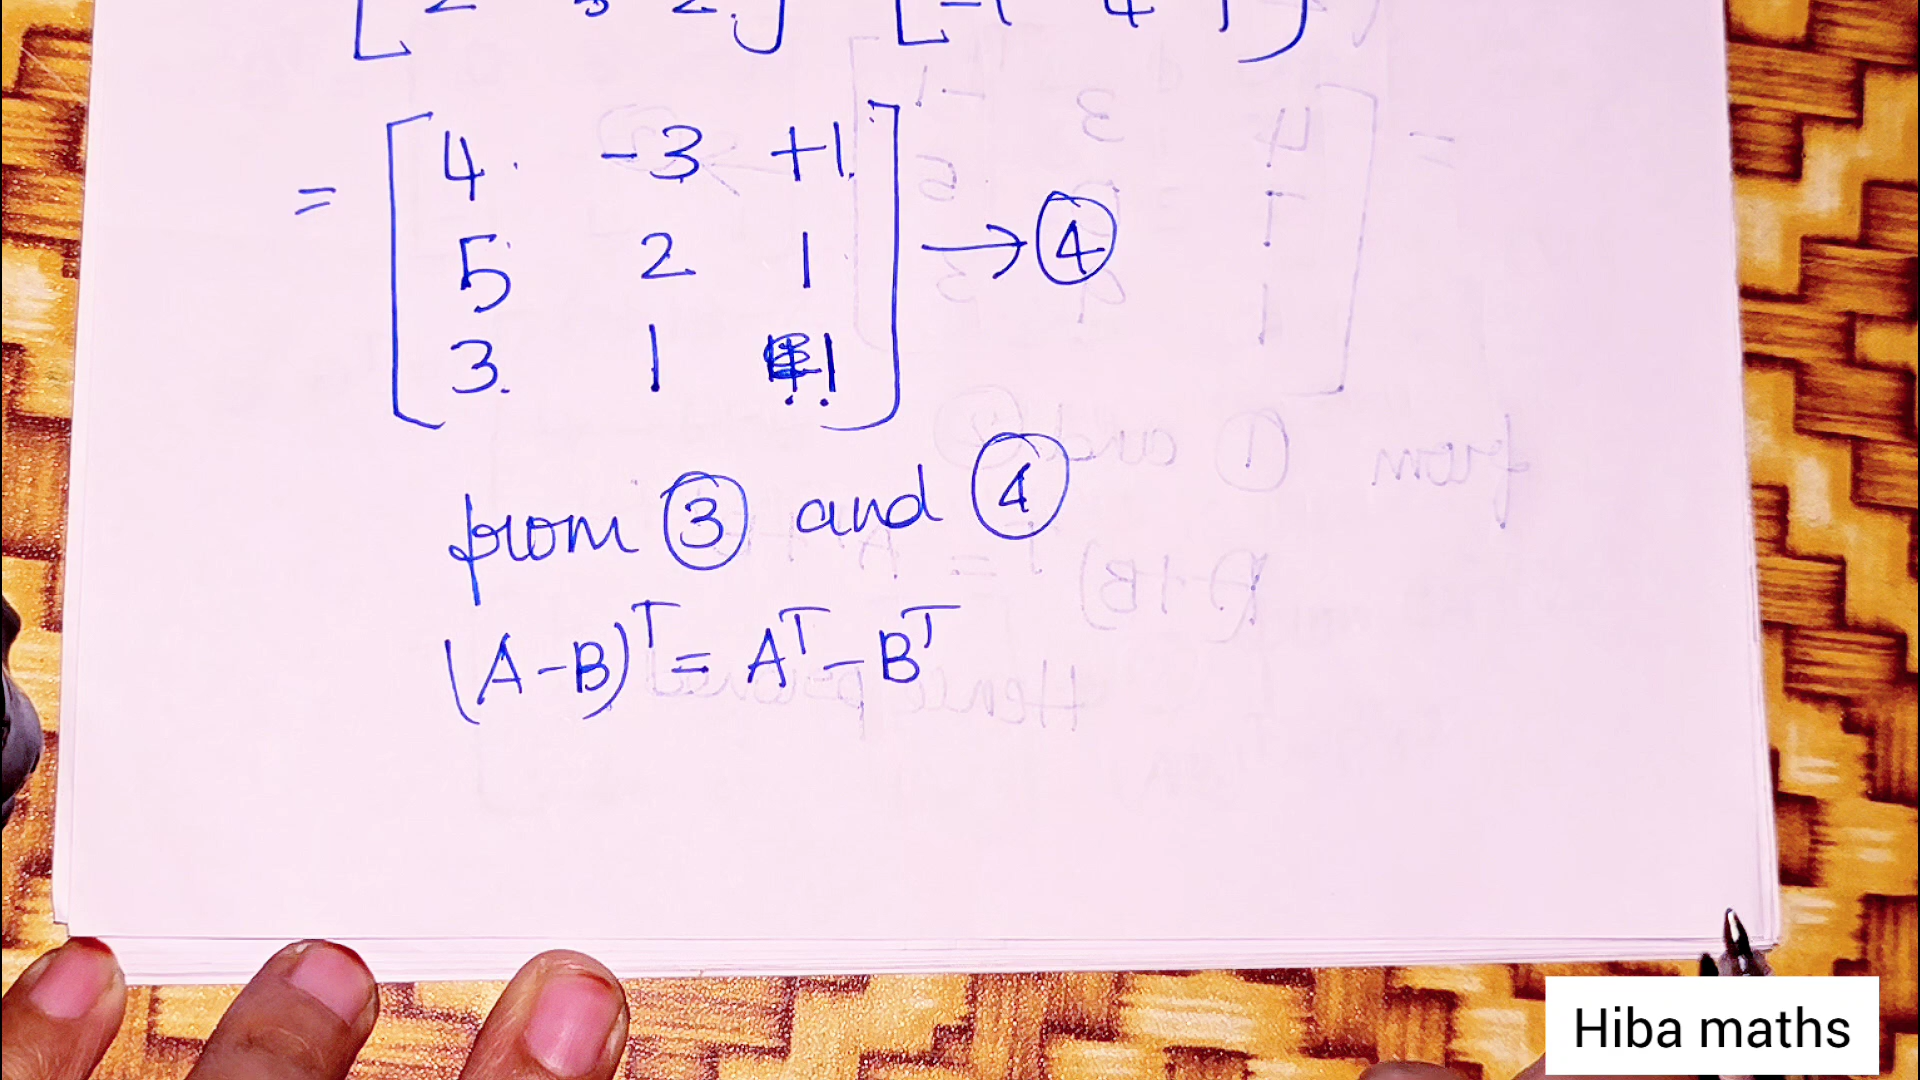 = [ 4 -3 +1 ]
5 2 1 → ④
3 1 1
from ③ and ④
(A-B)ᵀ = Aᵀ - Bᵀ
Hiba maths